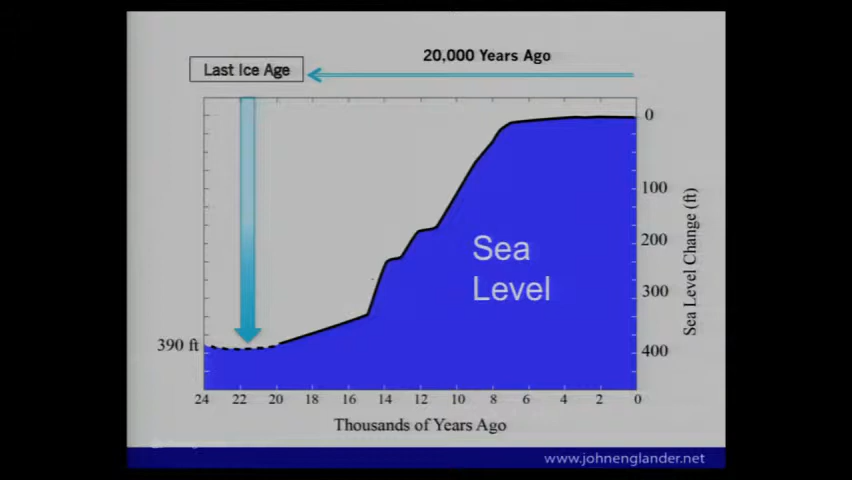 20,000 Years Ago
Last Ice Age
0
100
200
300
400
Sea Level Change (ft)
Sea
Level
390 ft
24 22 20 18 16 14 12 10 8 6 4 2 0
Thousands of Years Ago
www.johnenglander.net